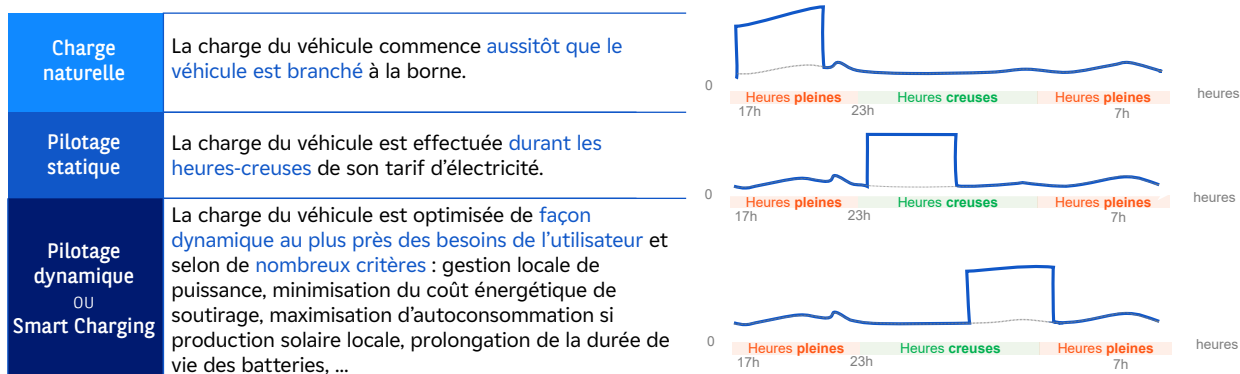 Charge
naturelle
La charge du véhicule commence aussitôt que le
véhicule est branché à la borne.
0
Heures pleines
Heures creuses
Heures pleines
heures
17h
23h
7h
Pilotage
statique
La charge du véhicule est effectuée durant les
heures-creuses de son tarif d’électricité.
0
Heures pleines
Heures creuses
Heures pleines
heures
17h
23h
7h
Pilotage
dynamique
OU
Smart Charging
La charge du véhicule est optimisée de façon
dynamique au plus près des besoins de l’utilisateur et
selon de nombreux critères : gestion locale de
puissance, minimisation du coût énergétique de
soutirage, maximisation d’autoconsommation si
production solaire locale, prolongation de la durée de
vie des batteries, ...
0
Heures pleines
Heures creuses
Heures pleines
heures
17h
23h
7h